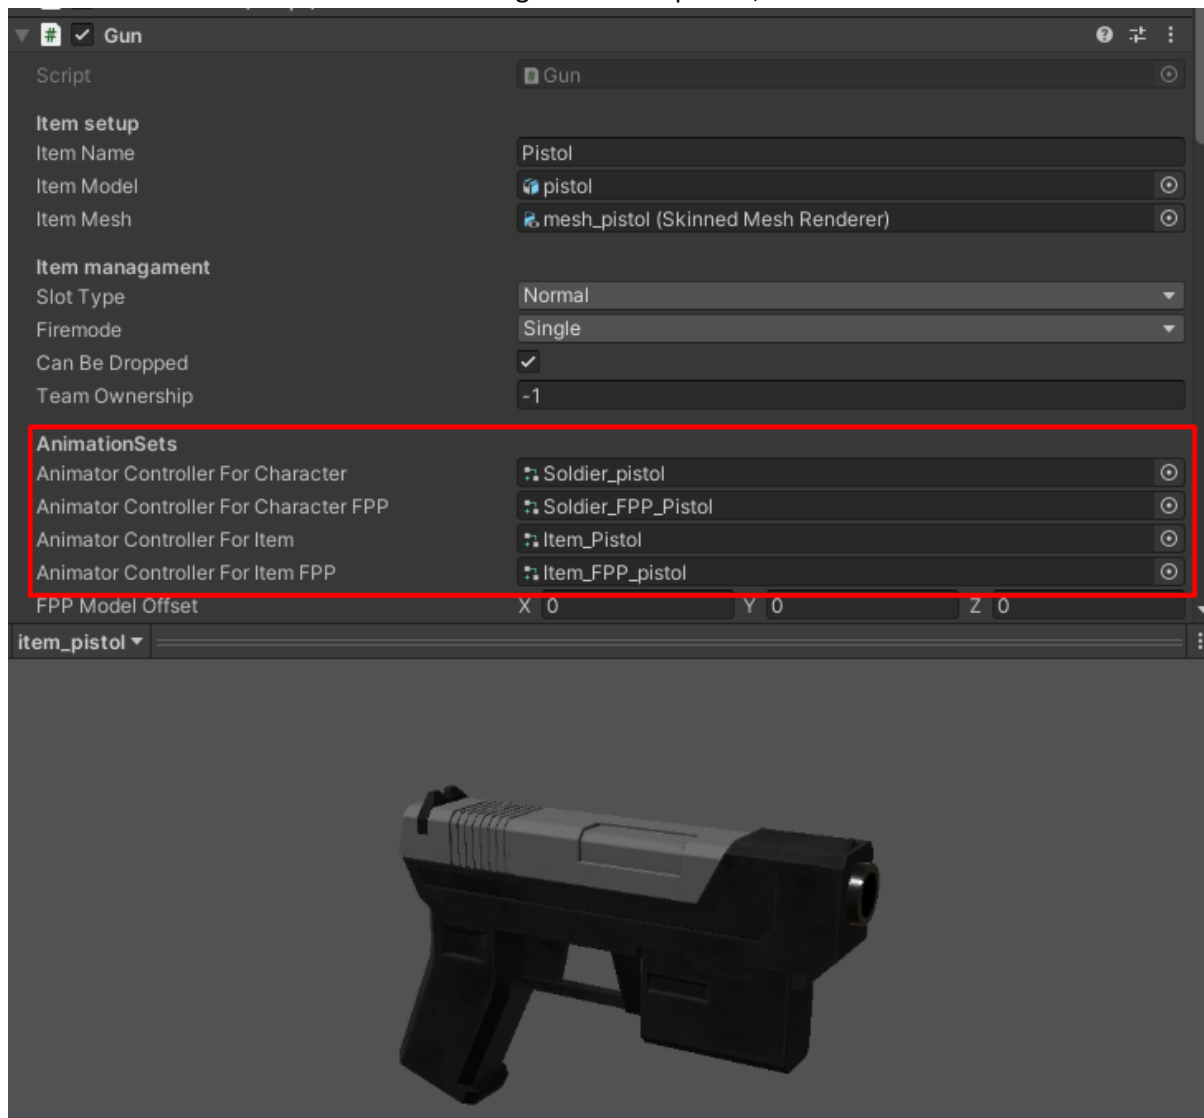 Gun
Script Gun
Item setup
Item Name Pistol
Item Model pistol
Item Mesh mesh_pistol (Skinned Mesh Renderer)
Item managament
Slot Type Normal
Firemode Single
Can Be Dropped
Team Ownership -1
AnimationSets
Animator Controller For Character Soldier_pistol
Animator Controller For Character FPP Soldier_FPP_Pistol
Animator Controller For Item Item_Pistol
Animator Controller For Item FPP Item_FPP_pistol
FPP Model Offset X 0 Y 0 Z 0
item_pistol